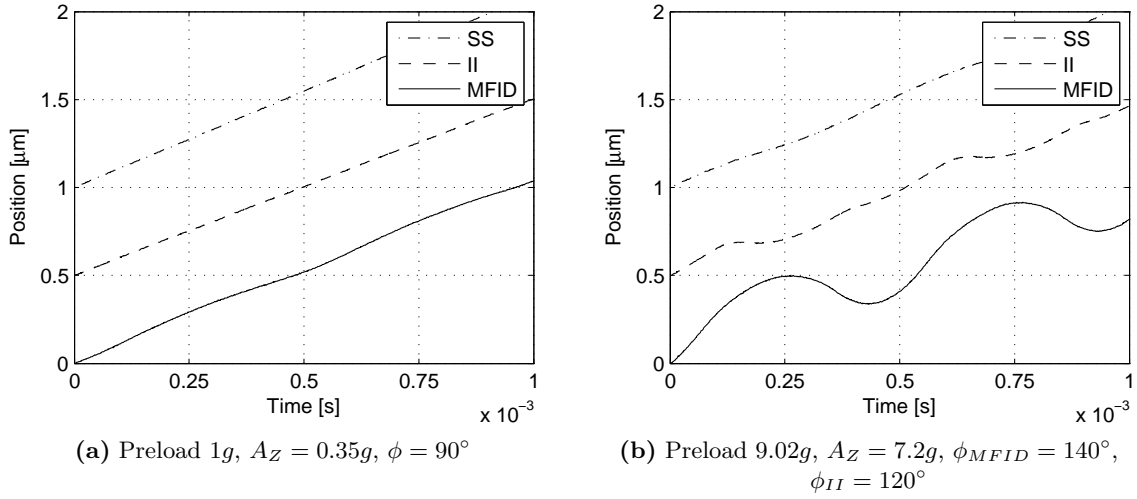 2
1.5
1
0.5
0
Position [μm]
SS
II
MFID
0 0.25 0.5 0.75 1
Time [s]
x 10⁻³
(a) Preload 1g, A_Z = 0.35g, ϕ = 90°
2
1.5
1
0.5
0
Position [μm]
SS
II
MFID
0 0.25 0.5 0.75 1
Time [s]
x 10⁻³
(b) Preload 9.02g, A_Z = 7.2g, ϕ_MFID = 140°,
ϕ_II = 120°